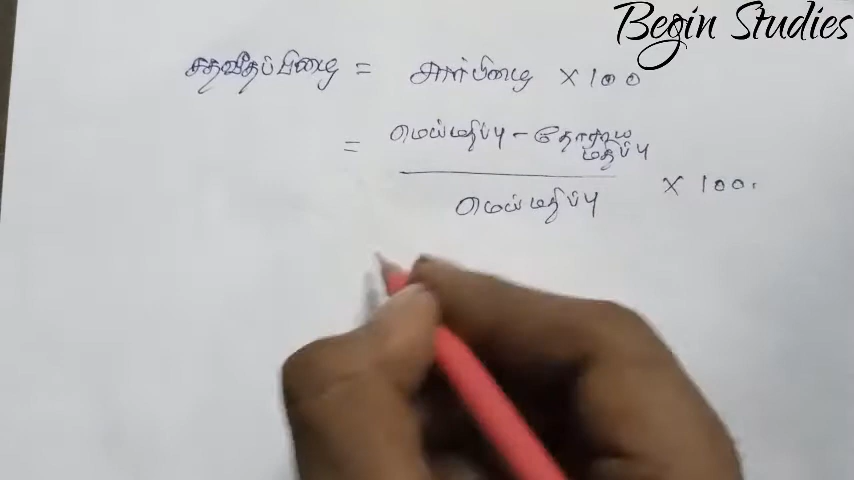 Begin Studies
சதவீதப்பிழை = சார்பிழை × 100
= மெய்மதிப்பு - தோராய மதிப்பு
மெய்மதிப்பு × 100.